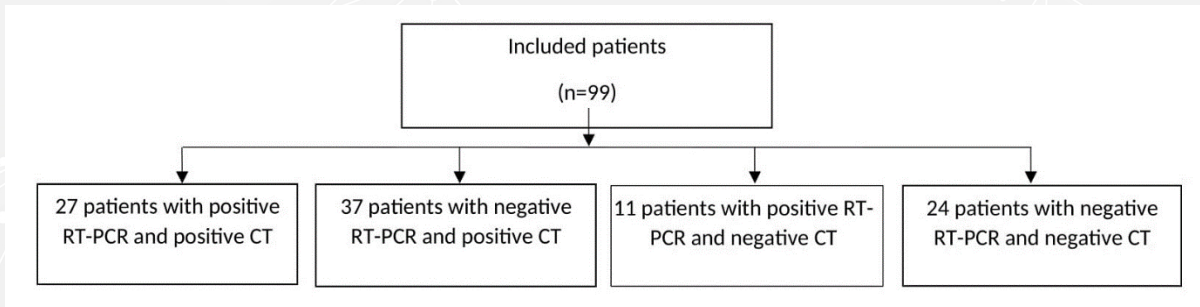 Included patients
(n=99)
27 patients with positive
RT-PCR and positive CT
37 patients with negative
RT-PCR and positive CT
11 patients with positive RT-
PCR and negative CT
24 patients with negative
RT-PCR and negative CT